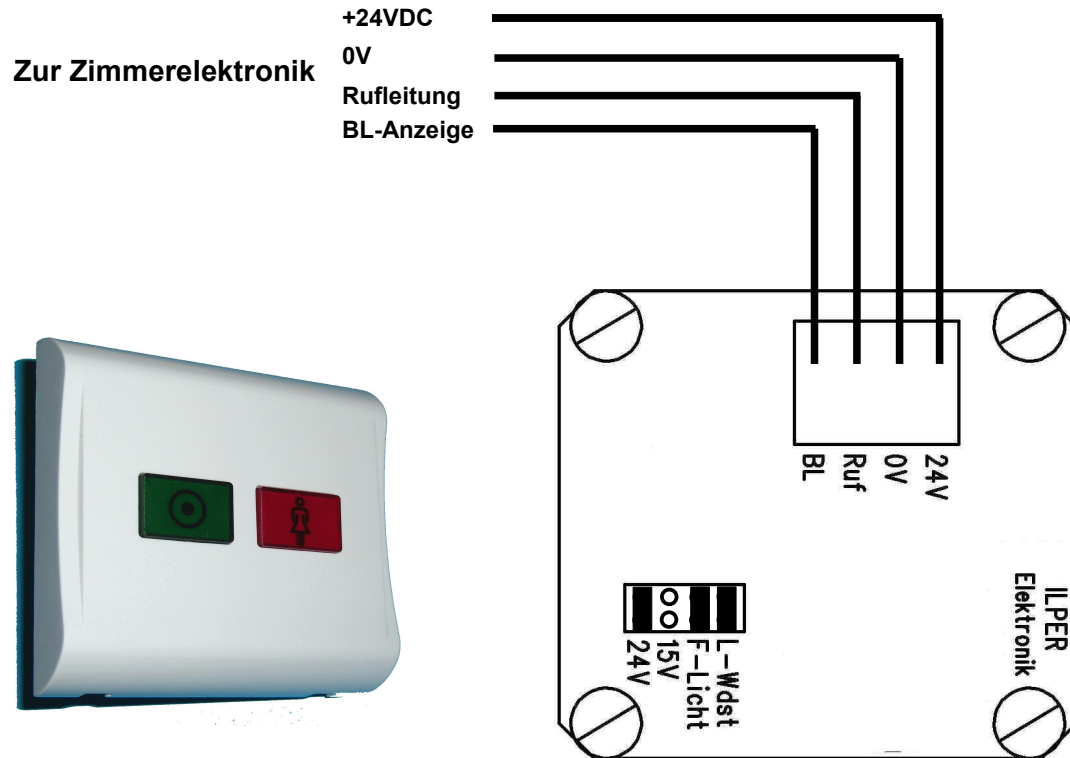 +24VDC
0V
Zur Zimmerelektronik
Rufleitung
BL-Anzeige
BL
Ruf
0V
24V
24V
15V
F-Licht
L-Wdst
ILPER
Elektronik